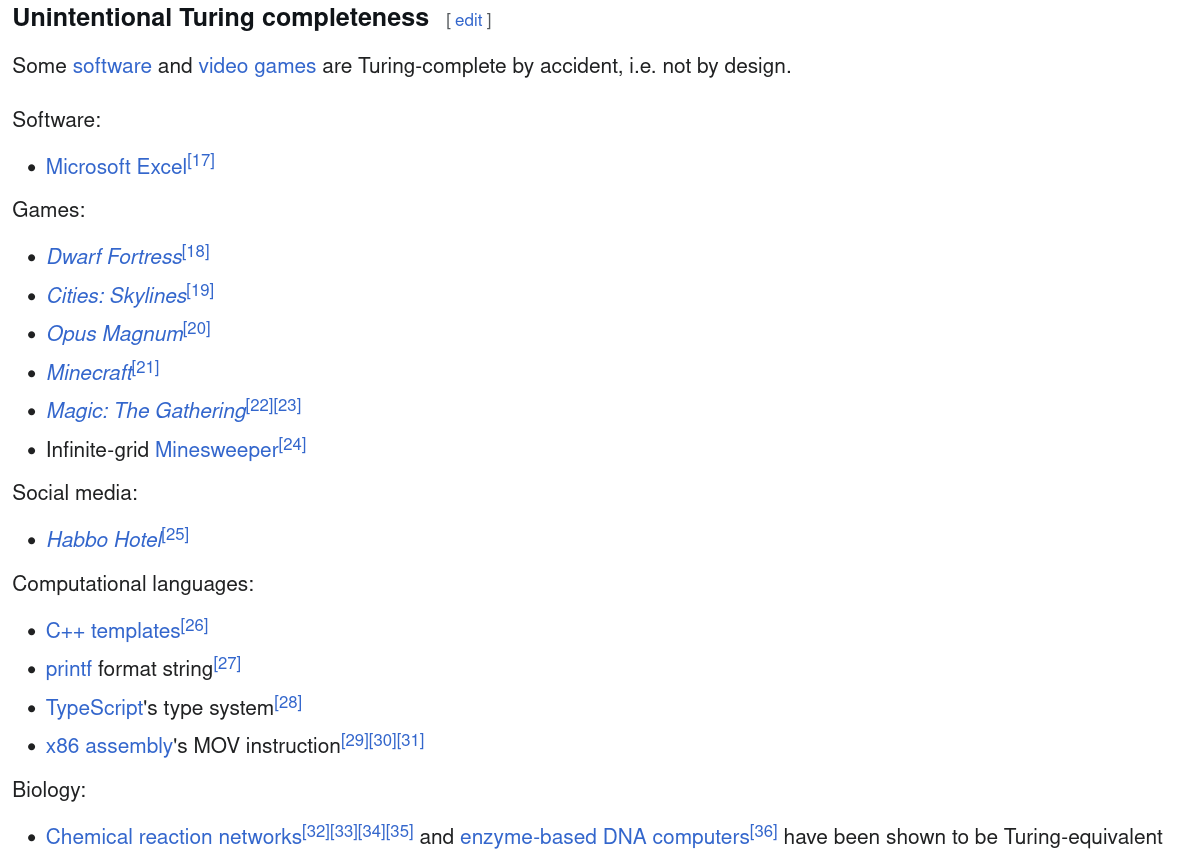 Unintentional Turing completeness [ edit ]
Some software and video games are Turing-complete by accident, i.e. not by design.
Software:
• Microsoft Excel[17]
Games:
• Dwarf Fortress[18]
• Cities: Skylines[19]
• Opus Magnum[20]
• Minecraft[21]
• Magic: The Gathering[22][23]
• Infinite-grid Minesweeper[24]
Social media:
• Habbo Hotel[25]
Computational languages:
• C++ templates[26]
• printf format string[27]
• TypeScript's type system[28]
• x86 assembly's MOV instruction[29][30][31]
Biology:
• Chemical reaction networks[32][33][34][35] and enzyme-based DNA computers[36] have been shown to be Turing-equivalent